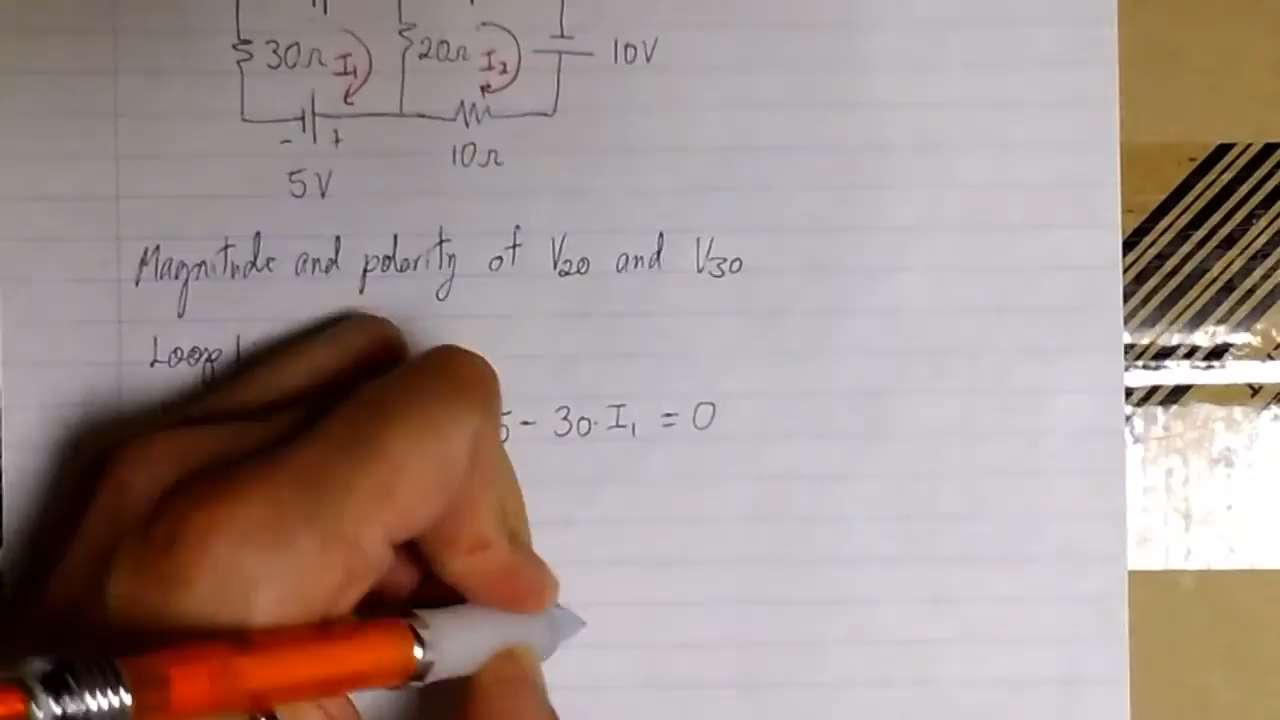 30Ω I₁ 20Ω I₂ 10V
- +
10Ω
5V
Magnitude and polarity of V₂₀ and V₃₀
Loop
5 - 30·I₁ = 0